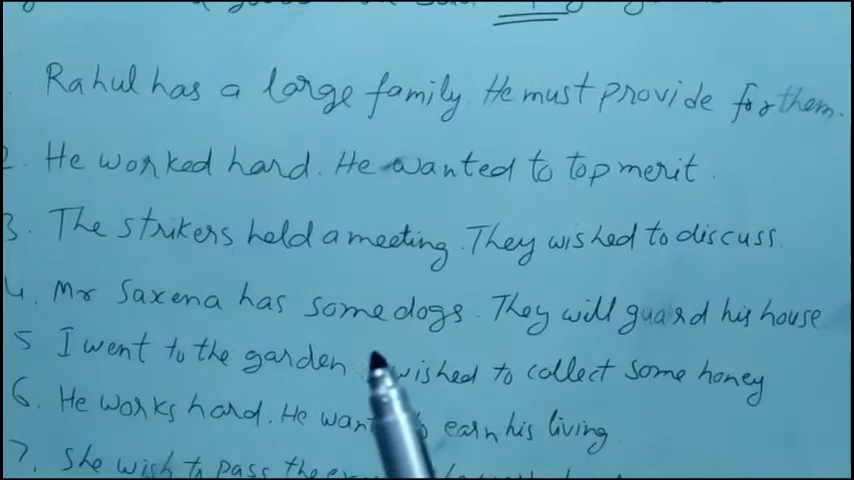 Rahul has a large family. He must provide for them.
2. He worked hard. He wanted to top merit.
3. The strikers held a meeting. They wished to discuss.
4. Mr Saxena has some dogs. They will guard his house
5 I went to the garden. wished to collect some honey
6. He works hard. He earn his living.
7. She wish to pass the